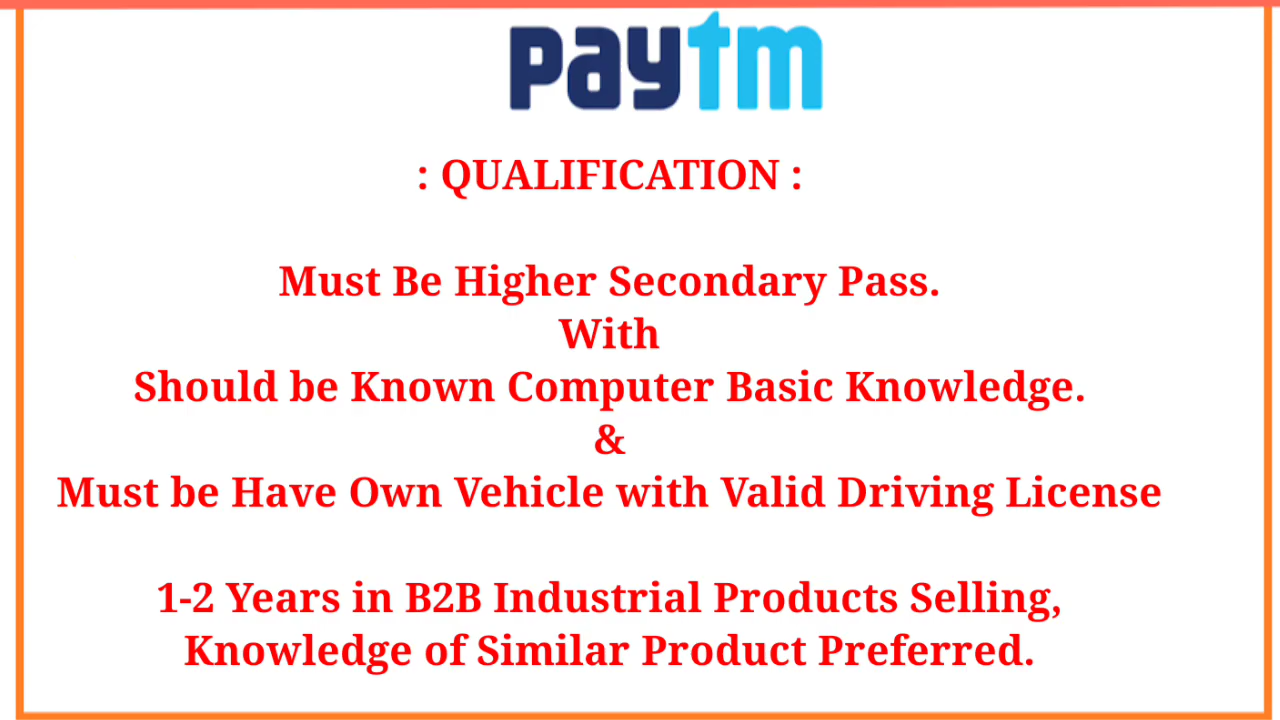 paytm
: QUALIFICATION :
Must Be Higher Secondary Pass.
With
Should be Known Computer Basic Knowledge.
&
Must be Have Own Vehicle with Valid Driving License
1-2 Years in B2B Industrial Products Selling,
Knowledge of Similar Product Preferred.